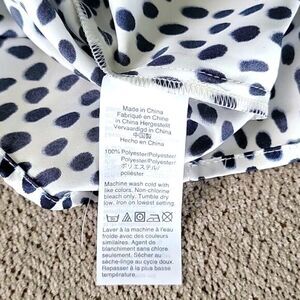 Made in China
Fabriqué en Chine
In China Hergestellt
Vervaardigd in China
中国製
Hecho en China
100% Polyester/Polyester/
Polyester/Polyester/
ポリエステル/
poliéster
Machine wash cold with
like colors. Non-chlorine
bleach only. Tumble dry
low. Iron on lowest setting.
Laver à la machine à l'eau
froide avec des couleurs
similaires. Agent de
blanchiment sans chlore
seulement. Sécher au
sèche-linge au cycle doux.
Repasser à la plus basse
température.